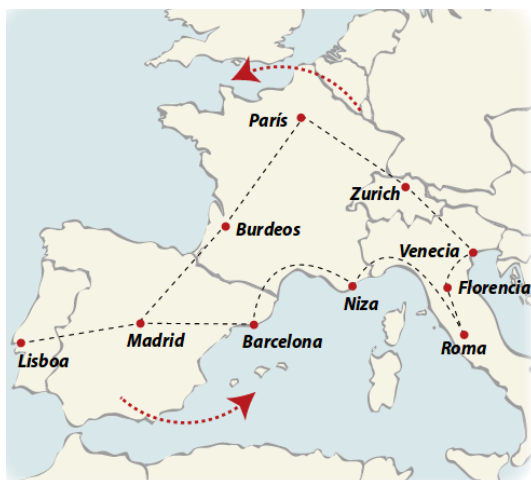 París
Zurich
Burdeos
Venecia
Florencia
Niza
Madrid
Barcelona
Roma
Lisboa